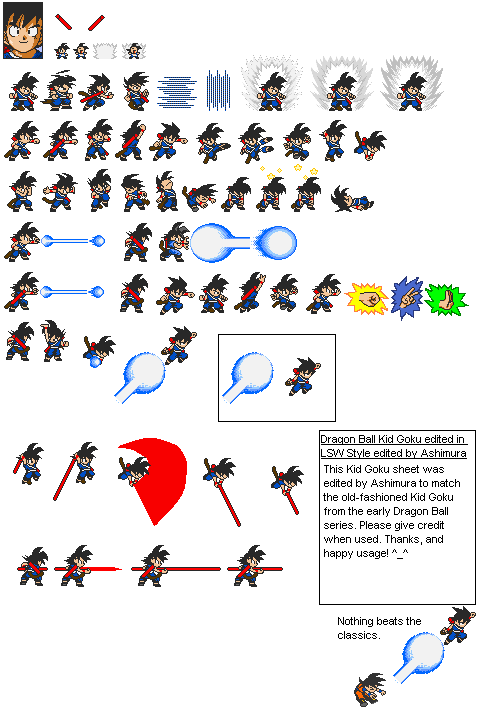 Dragon Ball Kid Goku edited in
LSW Style edited by Ashimura
This Kid Goku sheet was
edited by Ashimura to match
the old-fashioned Kid Goku
from the early Dragon Ball
series. Please give credit
when used. Thanks, and
happy usage! ^_^
Nothing beats the
classics.